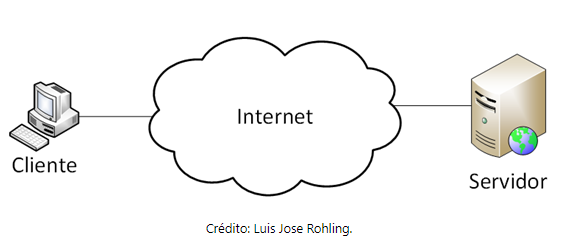 Internet
Cliente
Servidor
Crédito: Luis Jose Rohling.